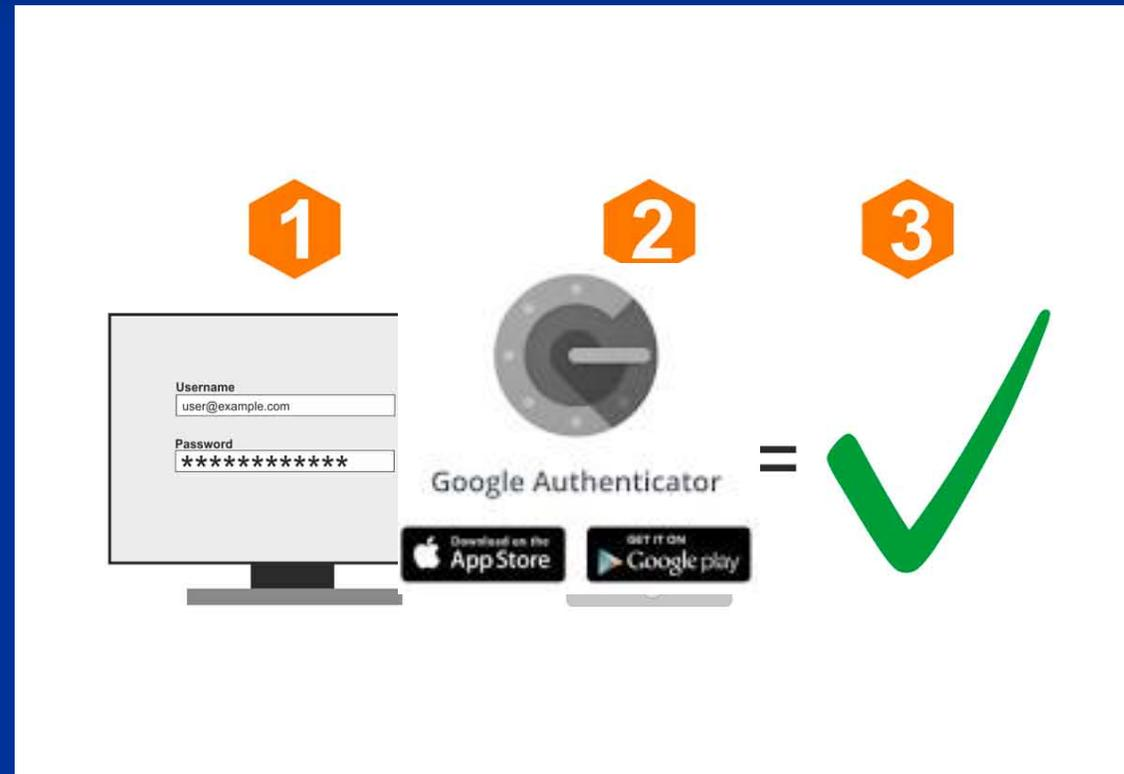 1
2
3
Username
user@example.com
Password
************
Google Authenticator
=
Download on the
App Store
GET IT ON
Google play